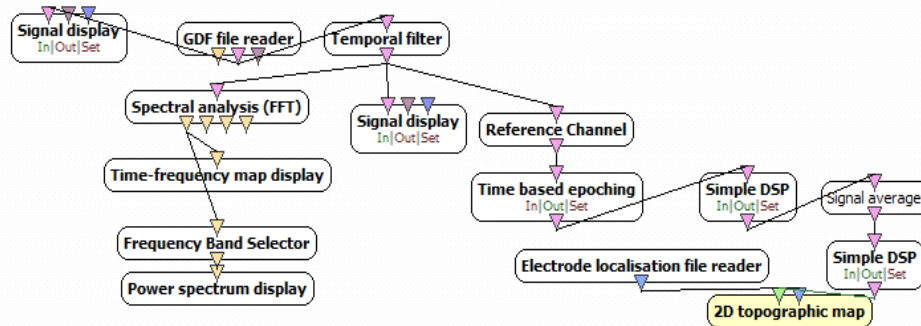 Signal display
In|Out|Set
GDF file reader
Temporal filter
Spectral analysis (FFT)
Signal display
In|Out|Set
Reference Channel
Time-frequency map display
Time based epoching
In|Out|Set
Simple DSP
In|Out|Set
Signal average
Frequency Band Selector
Simple DSP
In|Out|Set
Electrode localisation file reader
Power spectrum display
2D topographic map